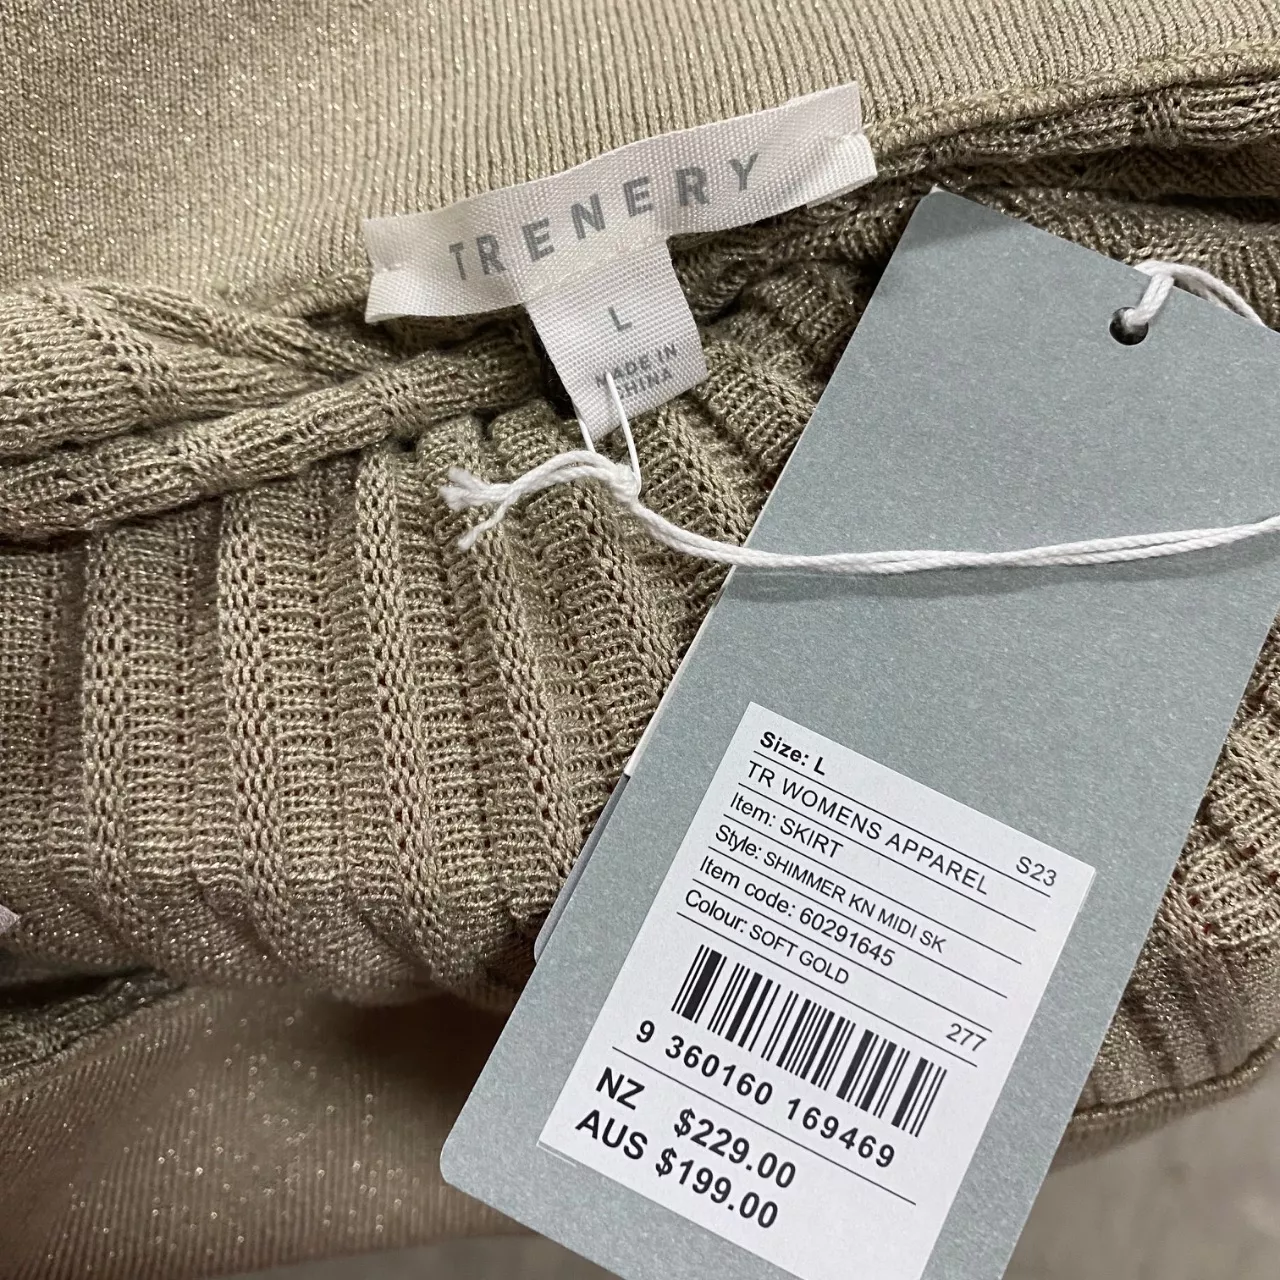 TRENERY
L
MADE IN
CHINA
Size: L
TR WOMENS APPAREL S23
Item: SKIRT
Style: SHIMMER KN MIDI SK
Item code: 60291645
Colour: SOFT GOLD 277
9 360160 169469
NZ $229.00
AUS $199.00